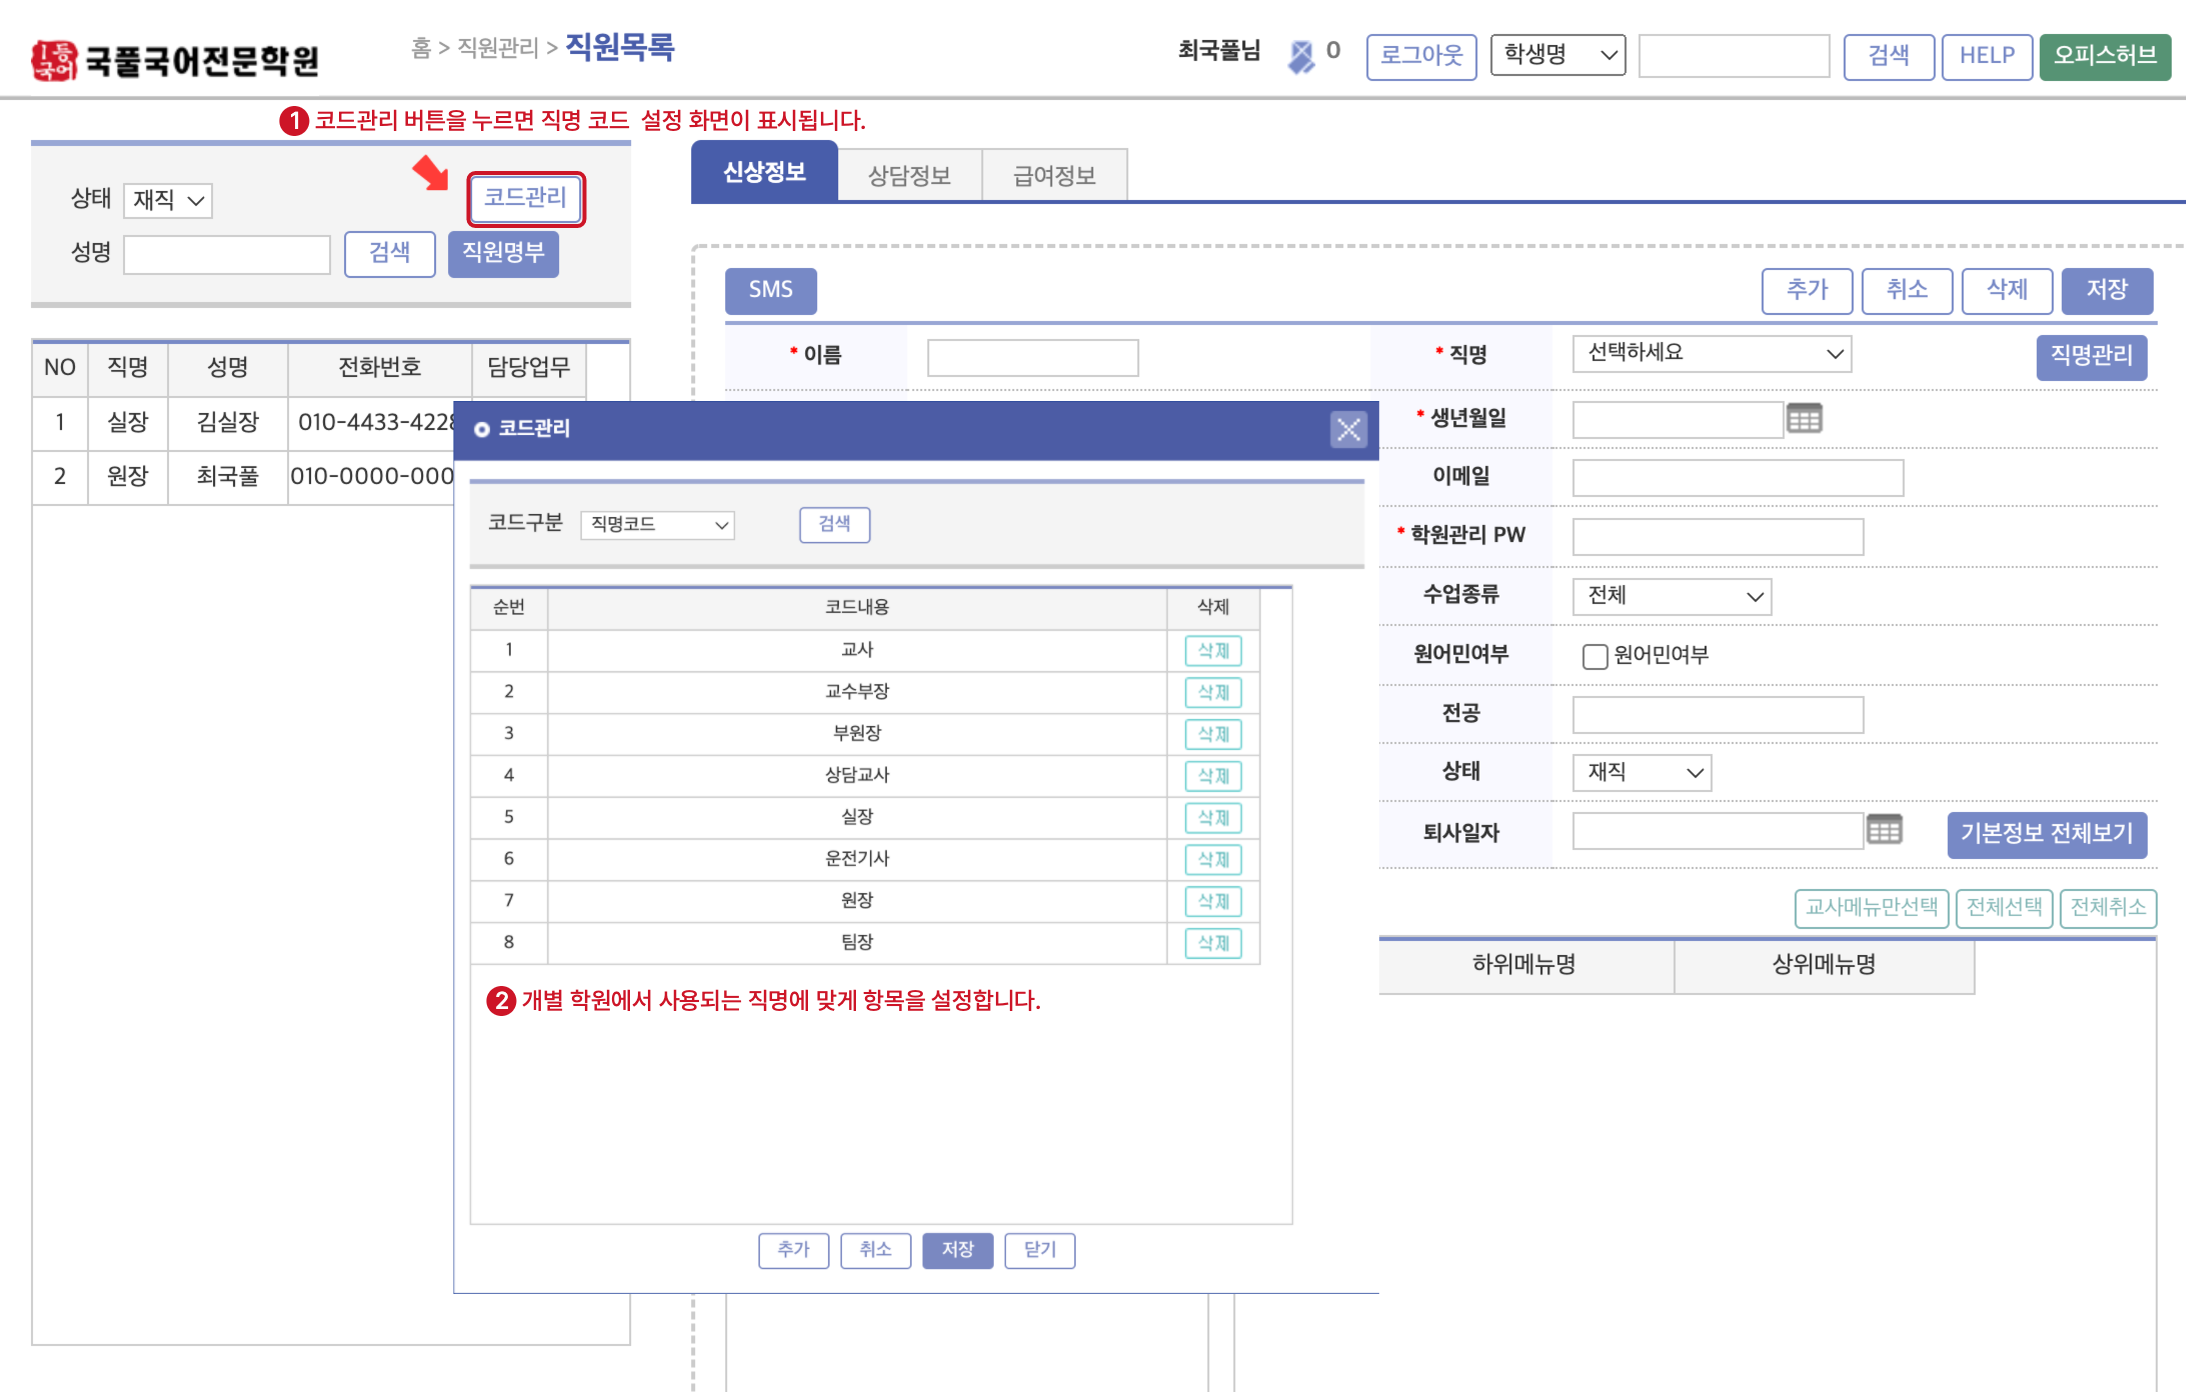 1등국어 국풀국어전문학원
홈 > 직원관리 > 직원목록
최국풀님 0 로그아웃 학생명 검색 HELP 오피스허브
1 코드관리 버튼을 누르면 직명 코드 설정 화면이 표시됩니다.
상태 재직 코드관리
성명 검색 직원명부
NO 직명 성명 전화번호 담당업무
1 실장 김실장 010-4433-4228
2 원장 최국풀 010-0000-000
신상정보 상담정보 급여정보
SMS 추가 취소 삭제 저장
* 이름 * 직명 선택하세요 직명관리
* 생년월일
이메일
* 학원관리 PW
수업종류 전체
원어민여부 원어민여부
전공
상태 재직
퇴사일자 기본정보 전체보기
교사메뉴만선택 전체선택 전체취소
하위메뉴명 상위메뉴명
코드관리
코드구분 직명코드 검색
순번 코드내용 삭제
1 교사 삭제
2 교수부장 삭제
3 부원장 삭제
4 상담교사 삭제
5 실장 삭제
6 운전기사 삭제
7 원장 삭제
8 팀장 삭제
2 개별 학원에서 사용되는 직명에 맞게 항목을 설정합니다.
추가 취소 저장 닫기